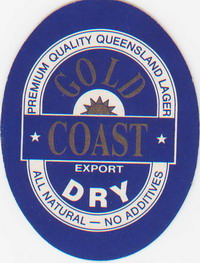 PREMIUM QUALITY QUEENSLAND LAGER
GOLD
COAST
EXPORT
DRY
ALL NATURAL — NO ADDITIVES